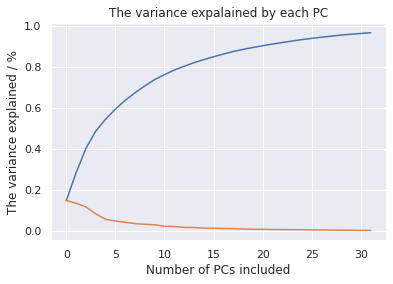 The variance expalained by each PC
1.0
0.8
0.6
0.4
0.2
0.0
The variance explained / %
0 5 10 15 20 25 30
Number of PCs included